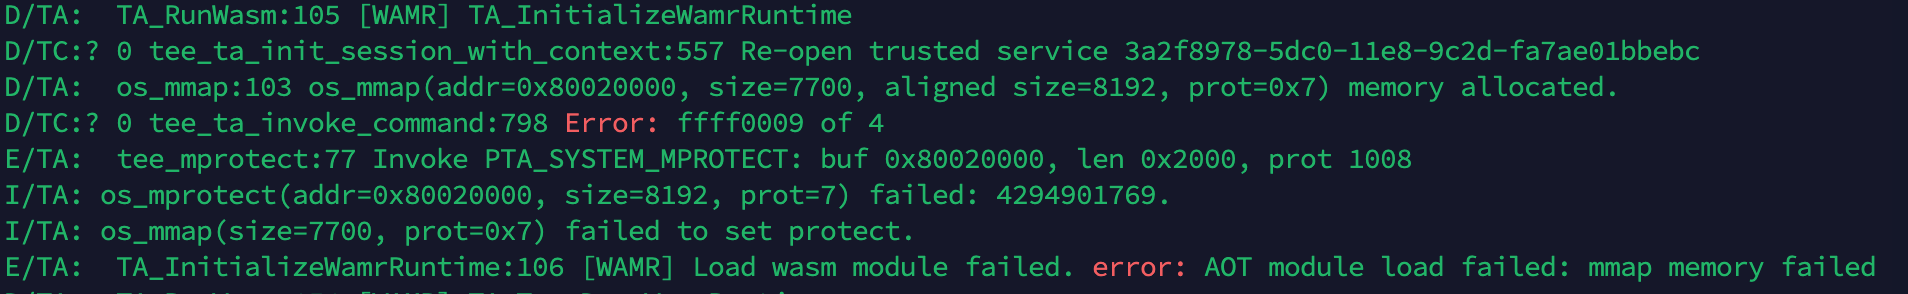 D/TA:  TA_RunWasm:105 [WAMR] TA_InitializeWamrRuntime
D/TC:? 0 tee_ta_init_session_with_context:557 Re-open trusted service 3a2f8978-5dc0-11e8-9c2d-fa7ae01bbebc
D/TA:  os_mmap:103 os_mmap(addr=0x80020000, size=7700, aligned size=8192, prot=0x7) memory allocated.
D/TC:? 0 tee_ta_invoke_command:798 Error: ffff0009 of 4
E/TA:  tee_mprotect:77 Invoke PTA_SYSTEM_MPROTECT: buf 0x80020000, len 0x2000, prot 1008
I/TA: os_mprotect(addr=0x80020000, size=8192, prot=7) failed: 4294901769.
I/TA: os_mmap(size=7700, prot=0x7) failed to set protect.
E/TA:  TA_InitializeWamrRuntime:106 [WAMR] Load wasm module failed. error: AOT module load failed: mmap memory failed